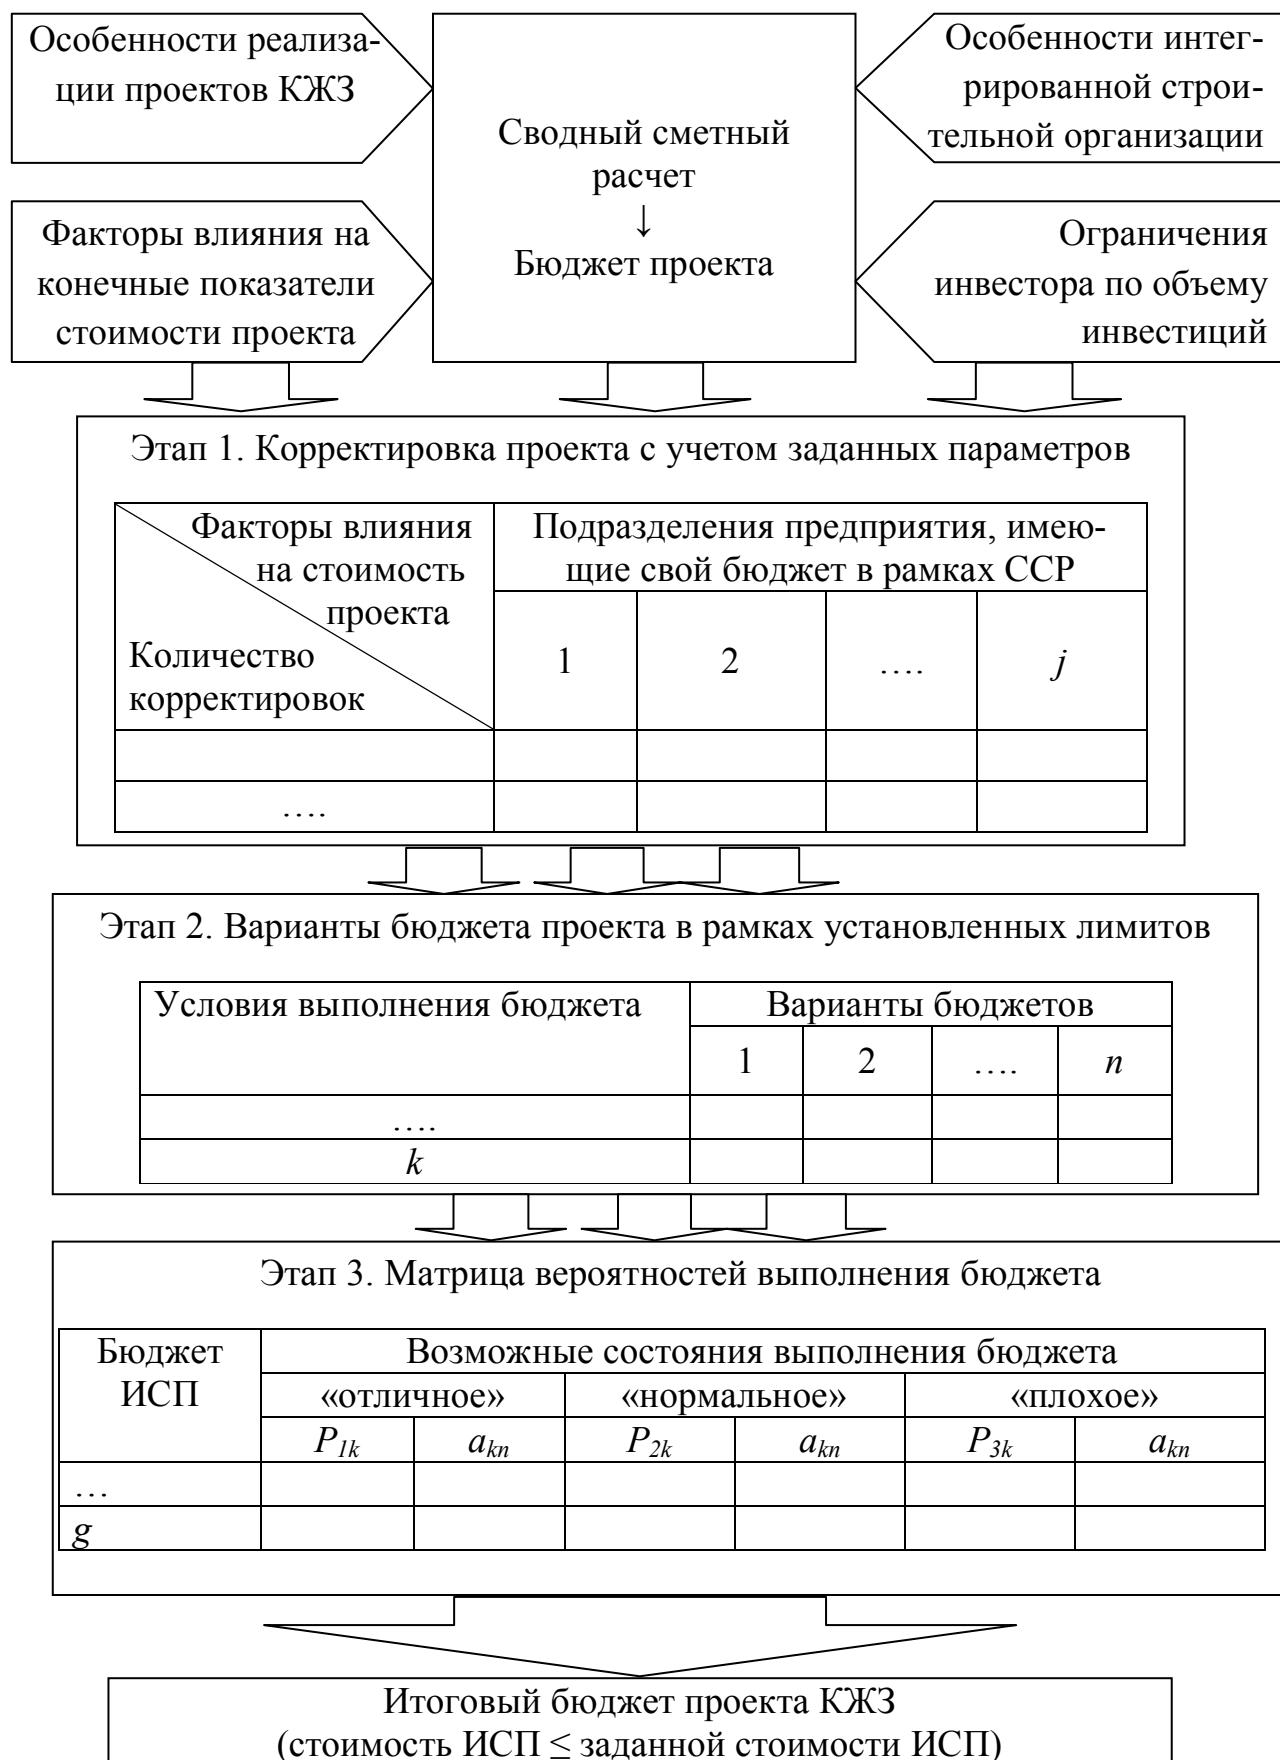 Особенности реализа-
ции проектов КЖЗ
Сводный сметный
расчет
↓
Бюджет проекта
Особенности интег-
рированной строи-
тельной организации
Факторы влияния на
конечные показатели
стоимости проекта
Ограничения
инвестора по объему
инвестиций
Этап 1. Корректировка проекта с учетом заданных параметров
Факторы влияния
на стоимость
проекта
Количество
корректировок
Подразделения предприятия, имею-
щие свой бюджет в рамках ССР
1 2 …. j
….
Этап 2. Варианты бюджета проекта в рамках установленных лимитов
Условия выполнения бюджета
Варианты бюджетов
1 2 …. n
….
k
Этап 3. Матрица вероятностей выполнения бюджета
Бюджет
ИСП
Возможные состояния выполнения бюджета
«отличное» «нормальное» «плохое»
P1k akn P2k akn P3k akn
…
g
Итоговый бюджет проекта КЖЗ
(стоимость ИСП ≤ заданной стоимости ИСП)